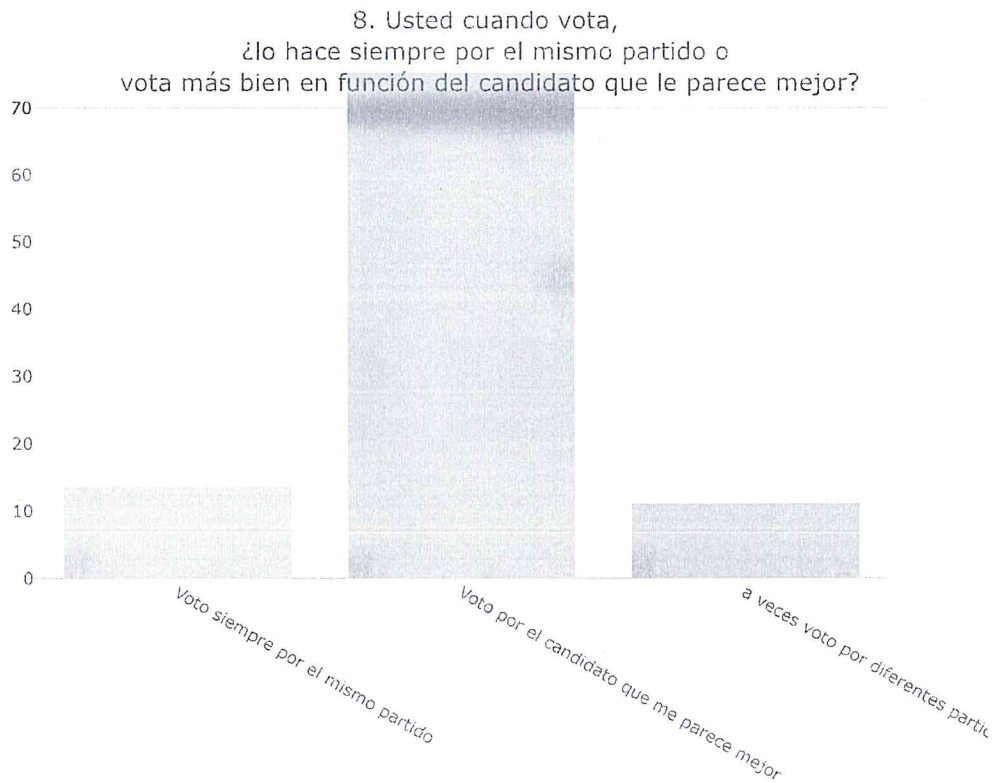 8. Usted cuando vota,
¿lo hace siempre por el mismo partido o
vota más bien en función del candidato que le parece mejor?
70
60
50
40
30
20
10
0
Voto siempre por el mismo partido
Voto por el candidato que me parece mejor
a veces voto por diferentes